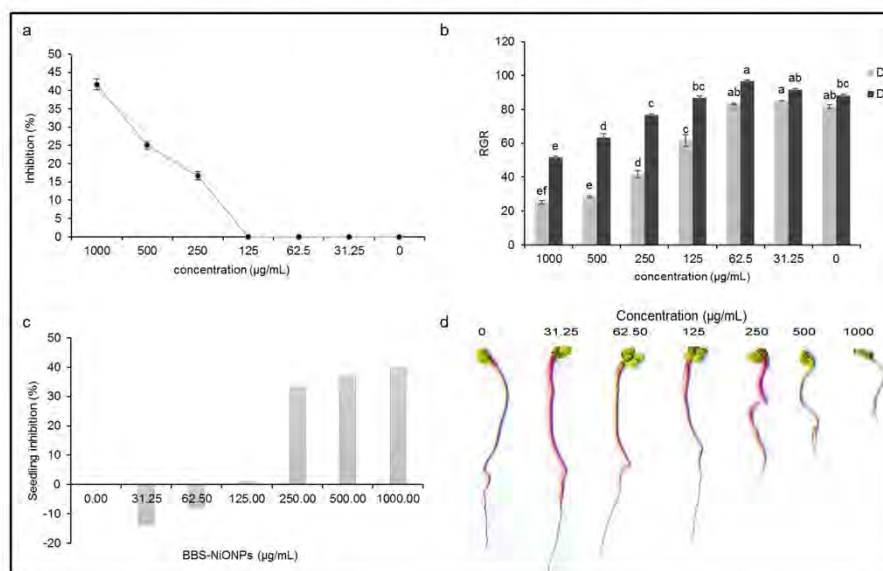 a
50
45
40
35
30
25
20
15
10
5
0
Inhibition (%)
1000 500 250 125 62.5 31.25 0
concentration (µg/mL)
b
120
100
80
60
40
20
0
RGR
ef e d c ab a ab
e d c bc a ab bc
D
D
1000 500 250 125 62.5 31.25 0
concentration (µg/mL)
c
50
40
30
20
10
0
-10
-20
Seedling inhibition (%)
0.00 31.25 62.50 125.00 250.00 500.00 1000.00
BBS-NiONPs (µg/mL)
d
Concentration (µg/mL)
0 31.25 62.50 125 250 500 1000